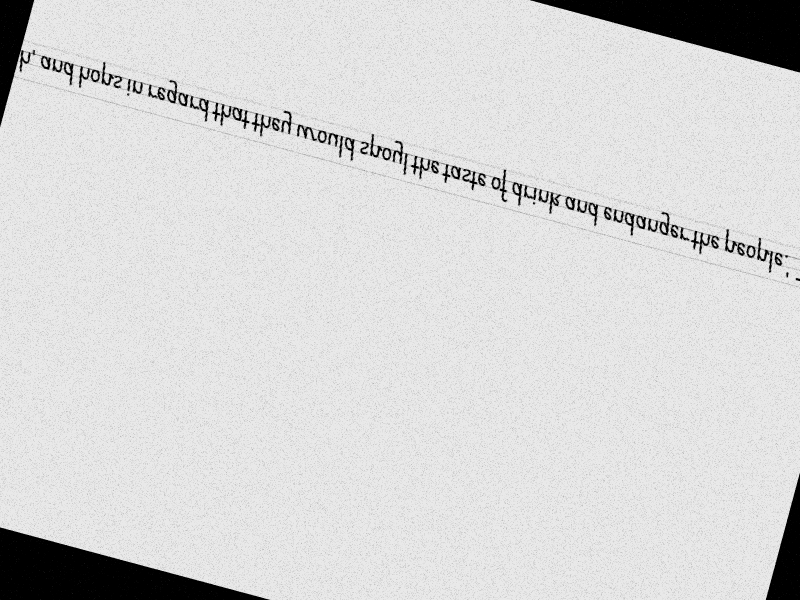 h, and hops in regard that they would spoyl the taste of drink and endanger the people.' -